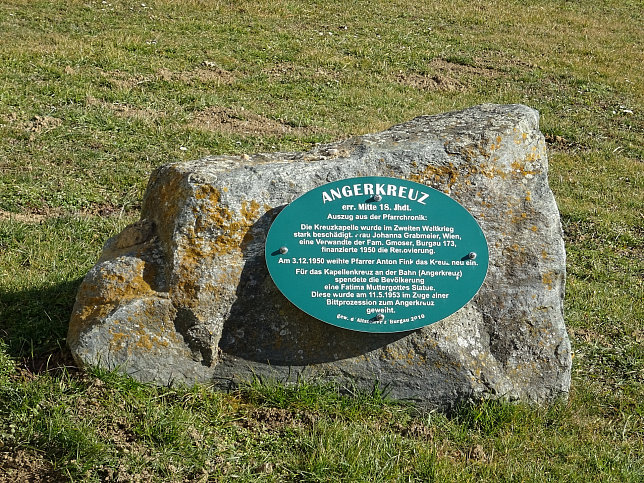 ANGERKREUZ
err. Mitte 18. Jhdt.
Auszug aus der Pfarrchronik:
Die Kreuzkapelle wurde im Zweiten Weltkrieg
stark beschädigt. Frau Johanna Grabmeier, Wien,
eine Verwandte der Fam. Gmoser, Burgau 173,
finanzierte 1950 die Renovierung.
Am 3.12.1950 weihte Pfarrer Anton Fink das Kreuz neu ein.
Für das Kapellenkreuz an der Bahn (Angerkreuz)
spendete die Bevölkerung
eine Fatima Muttergottes Statue.
Diese wurde am 11.5.1953 im Zuge einer
Bittprozession zum Angerkreuz
geweiht.
Burgau 2010